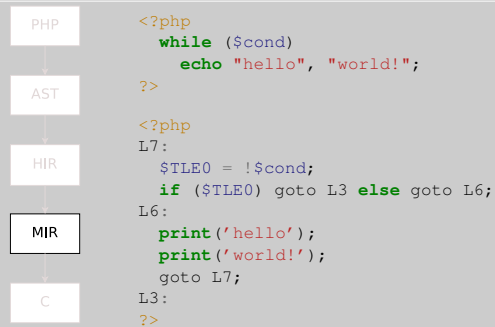 PHP
AST
HIR
MIR
C
<?php
while ($cond)
echo "hello", "world!";
?>
<?php
L7:
$TLE0 = !$cond;
if ($TLE0) goto L3 else goto L6;
L6:
print(’hello’);
print(’world!’);
goto L7;
L3:
?>